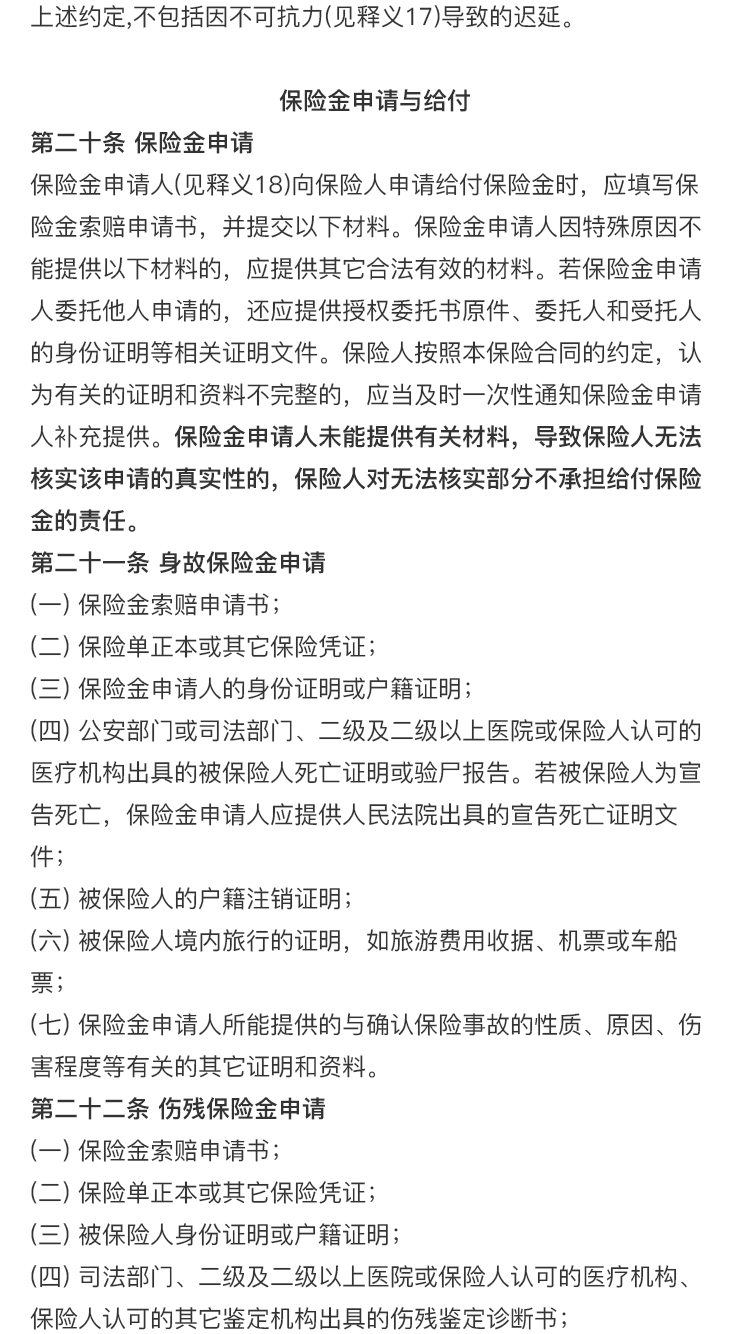 上述约定,不包括因不可抗力(见释义17)导致的迟延。
保险金申请与给付
第二十条 保险金申请
保险金申请人(见释义18)向保险人申请给付保险金时，应填写保
险金索赔申请书，并提交以下材料。保险金申请人因特殊原因不
能提供以下材料的，应提供其它合法有效的材料。若保险金申请
人委托他人申请的，还应提供授权委托书原件、委托人和受托人
的身份证明等相关证明文件。保险人按照本保险合同的约定，认
为有关的证明和资料不完整的，应当及时一次性通知保险金申请
人补充提供。保险金申请人未能提供有关材料，导致保险人无法
核实该申请的真实性的，保险人对无法核实部分不承担给付保险
金的责任。
第二十一条 身故保险金申请
(一) 保险金索赔申请书；
(二) 保险单正本或其它保险凭证；
(三) 保险金申请人的身份证明或户籍证明；
(四) 公安部门或司法部门、二级及二级以上医院或保险人认可的
医疗机构出具的被保险人死亡证明或验尸报告。若被保险人为宣
告死亡，保险金申请人应提供人民法院出具的宣告死亡证明文
件；
(五) 被保险人的户籍注销证明；
(六) 被保险人境内旅行的证明，如旅游费用收据、机票或车船
票；
(七) 保险金申请人所能提供的与确认保险事故的性质、原因、伤
害程度等有关的其它证明和资料。
第二十二条 伤残保险金申请
(一) 保险金索赔申请书；
(二) 保险单正本或其它保险凭证；
(三) 被保险人身份证明或户籍证明；
(四) 司法部门、二级及二级以上医院或保险人认可的医疗机构、
保险人认可的其它鉴定机构出具的伤残鉴定诊断书；